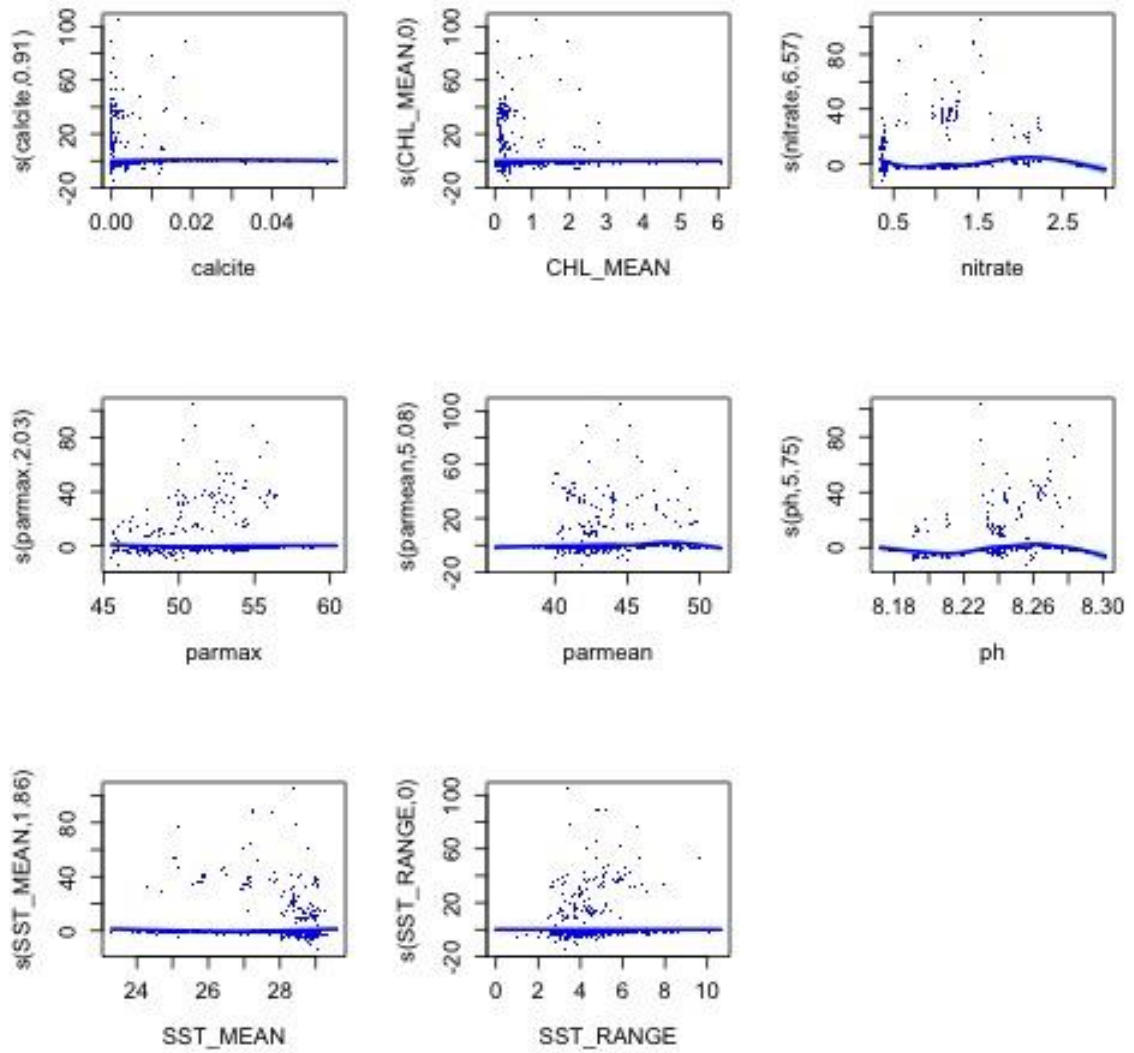 s(calcite,0.91)
-20 20 60 100
0.00 0.02 0.04
calcite
s(CHL_MEAN,0)
-20 20 60 100
0 1 2 3 4 5 6
CHL_MEAN
s(nitrate,6.57)
0 40 80
0.5 1.5 2.5
nitrate
s(parmax,2.03)
0 40 80
45 50 55 60
parmax
s(parmean,5.08)
-20 20 60 100
40 45 50
parmean
s(ph,5.75)
0 40 80
8.18 8.22 8.26 8.30
ph
s(SST_MEAN,1.86)
0 40 80
24 26 28
SST_MEAN
s(SST_RANGE,0)
-20 20 60 100
0 2 4 6 8 10
SST_RANGE